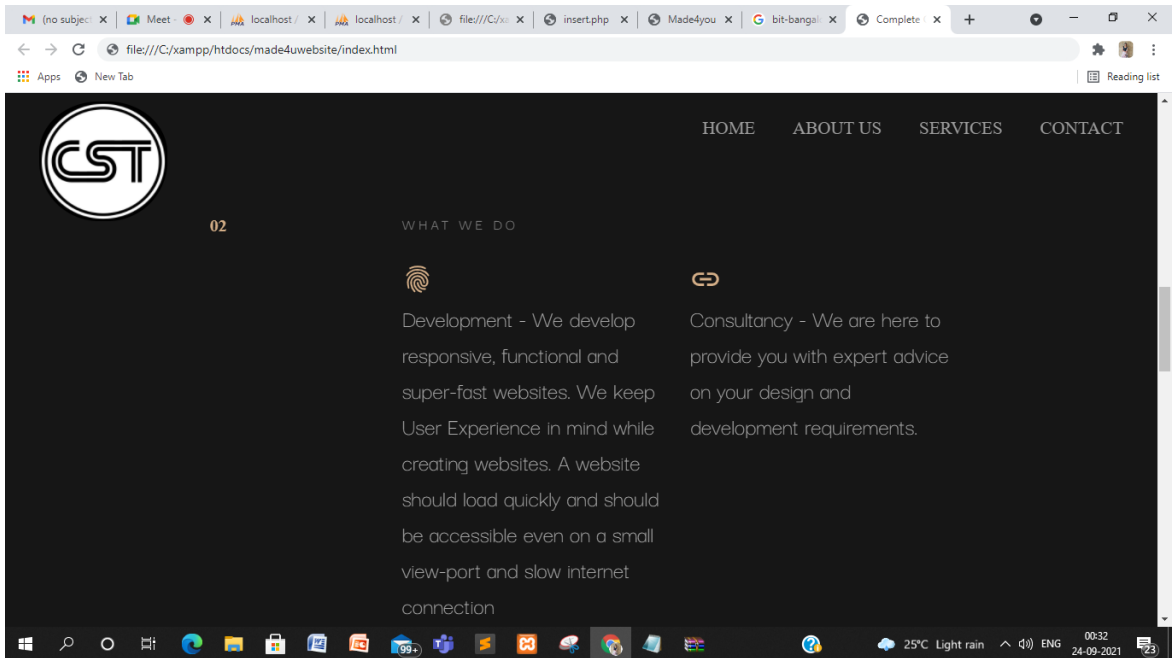 (no subject
Meet -
localhost /
localhost /
file:///C:/xa
insert.php
Made4you
bit-bangal
Complete
file:///C:/xampp/htdocs/made4uwebsite/index.html
Apps
New Tab
Reading list
CST
HOME
ABOUT US
SERVICES
CONTACT
02
WHAT WE DO
Development - We develop
responsive, functional and
super-fast websites. We keep
User Experience in mind while
creating websites. A website
should load quickly and should
be accessible even on a small
view-port and slow internet
connection
Consultancy - We are here to
provide you with expert advice
on your design and
development requirements.
99+
25°C Light rain
ENG
00:32
24-09-2021
23